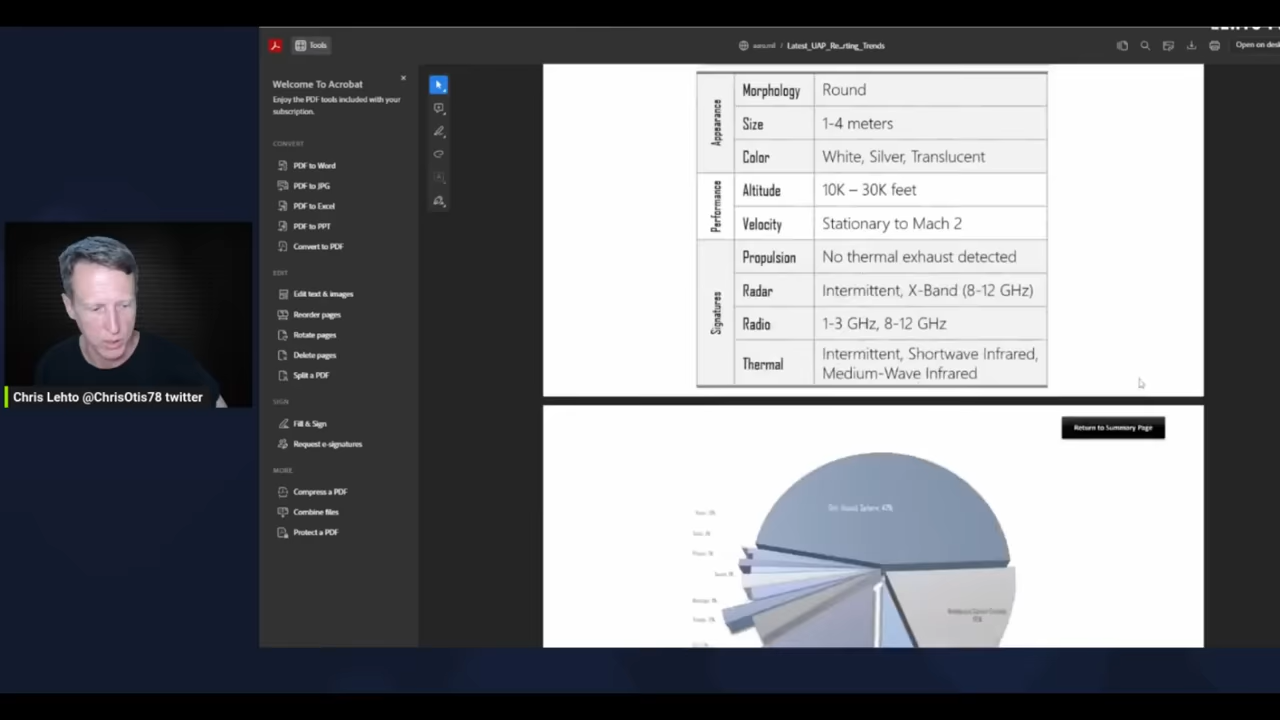 Tools
aaro.mil / Latest_UAP_Re...rting_Trends
Welcome To Acrobat
Enjoy the PDF tools included with your
subscription.
CONVERT
PDF to Word
PDF to JPG
PDF to Excel
PDF to PPT
Convert to PDF
EDIT
Edit text & images
Reorder pages
Rotate pages
Delete pages
Split a PDF
SIGN
Fill & Sign
Request e-signatures
MORE
Compress a PDF
Combine files
Protect a PDF
Chris Lehto @ChrisOtis78 twitter
Appearance
Morphology Round
Size 1-4 meters
Color White, Silver, Translucent
Performance
Altitude 10K – 30K feet
Velocity Stationary to Mach 2
Signatures
Propulsion No thermal exhaust detected
Radar Intermittent, X-Band (8-12 GHz)
Radio 1-3 GHz, 8-12 GHz
Thermal Intermittent, Shortwave Infrared,
Medium-Wave Infrared
Return to Summary Page